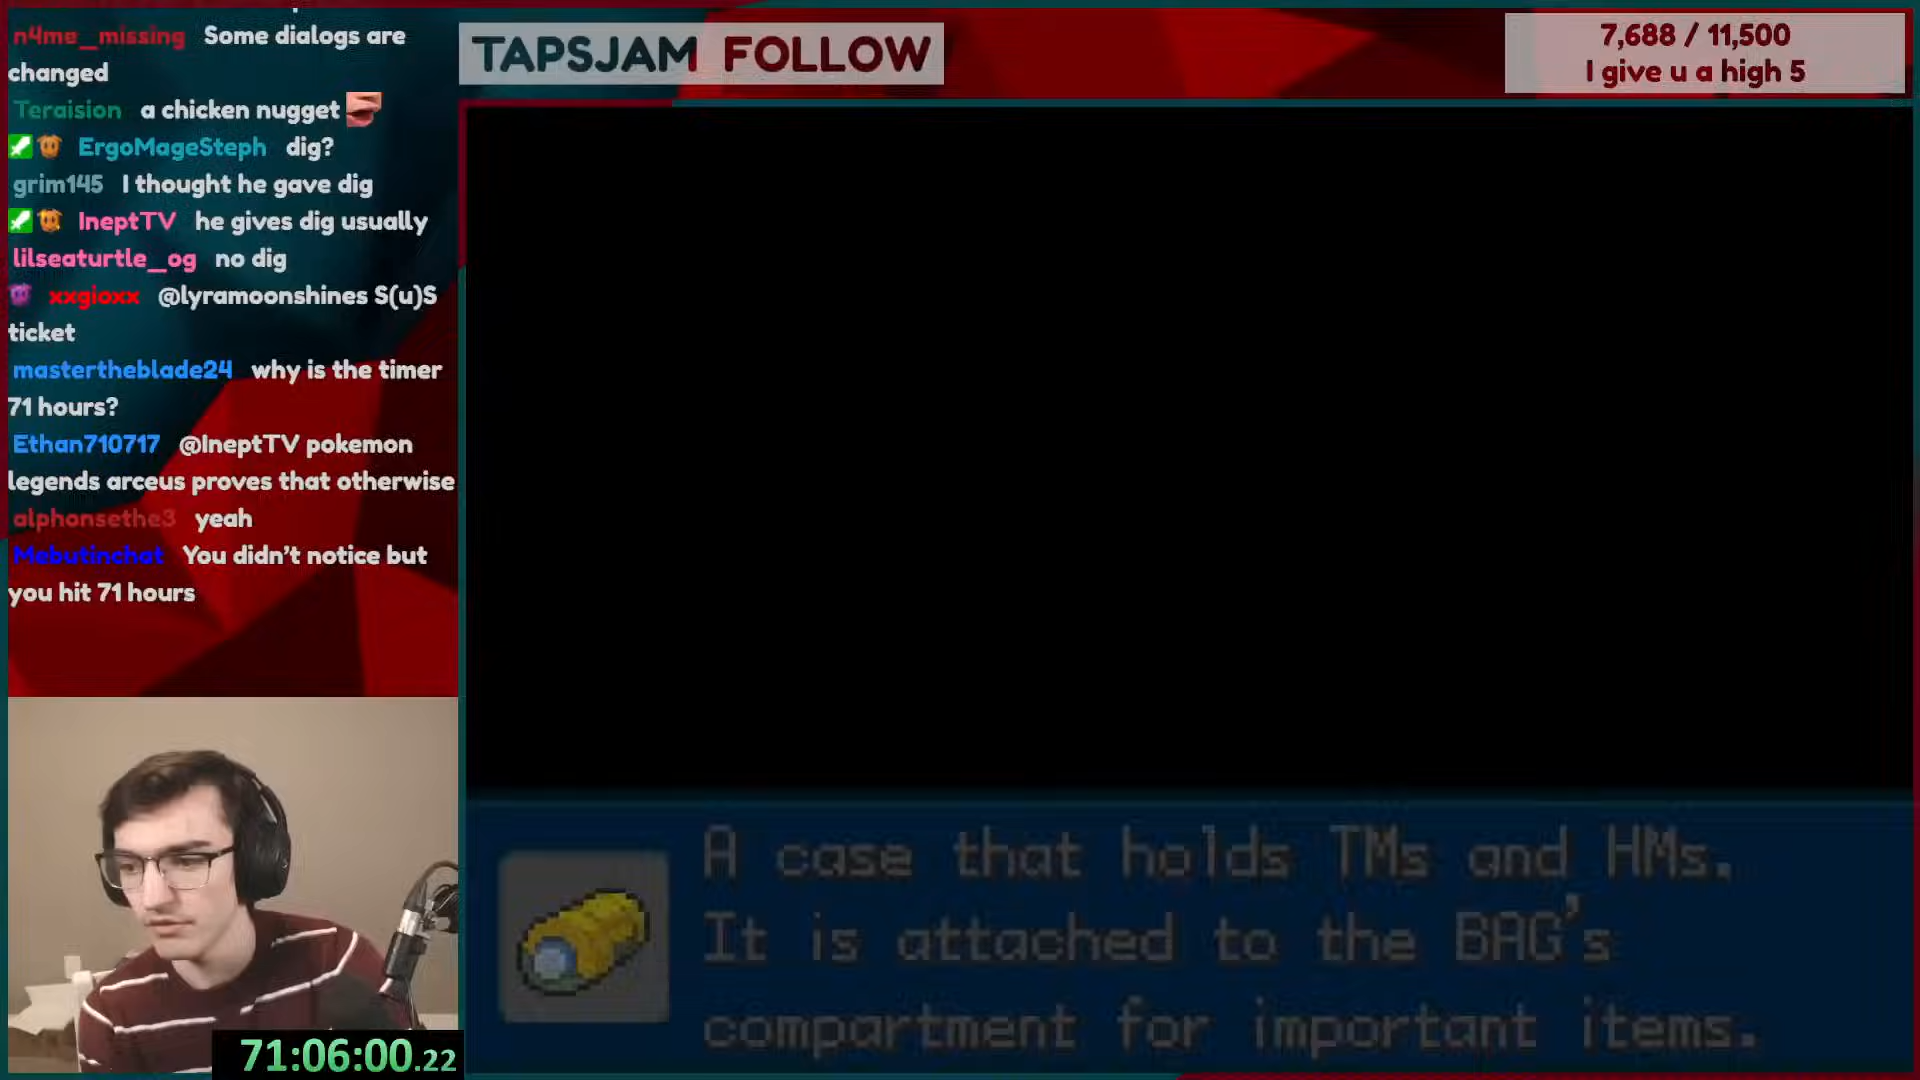 n4me_missing Some dialogs are
changed
Teraision a chicken nugget
ErgoMageSteph dig?
grim145 I thought he gave dig
IneptTV he gives dig usually
lilseaturtle_og no dig
xxgioxx @lyramoonshines S(u)S
ticket
mastertheblade24 why is the timer
71 hours?
Ethan710717 @IneptTV pokemon
legends arceus proves that otherwise
alphonsethe3 yeah
Mebutinchat You didn't notice but
you hit 71 hours
71:06:00.22
TAPSJAM FOLLOW
7,688 / 11,500
I give u a high 5
A case that holds TMs and HMs.
It is attached to the BAG's
compartment for important items.